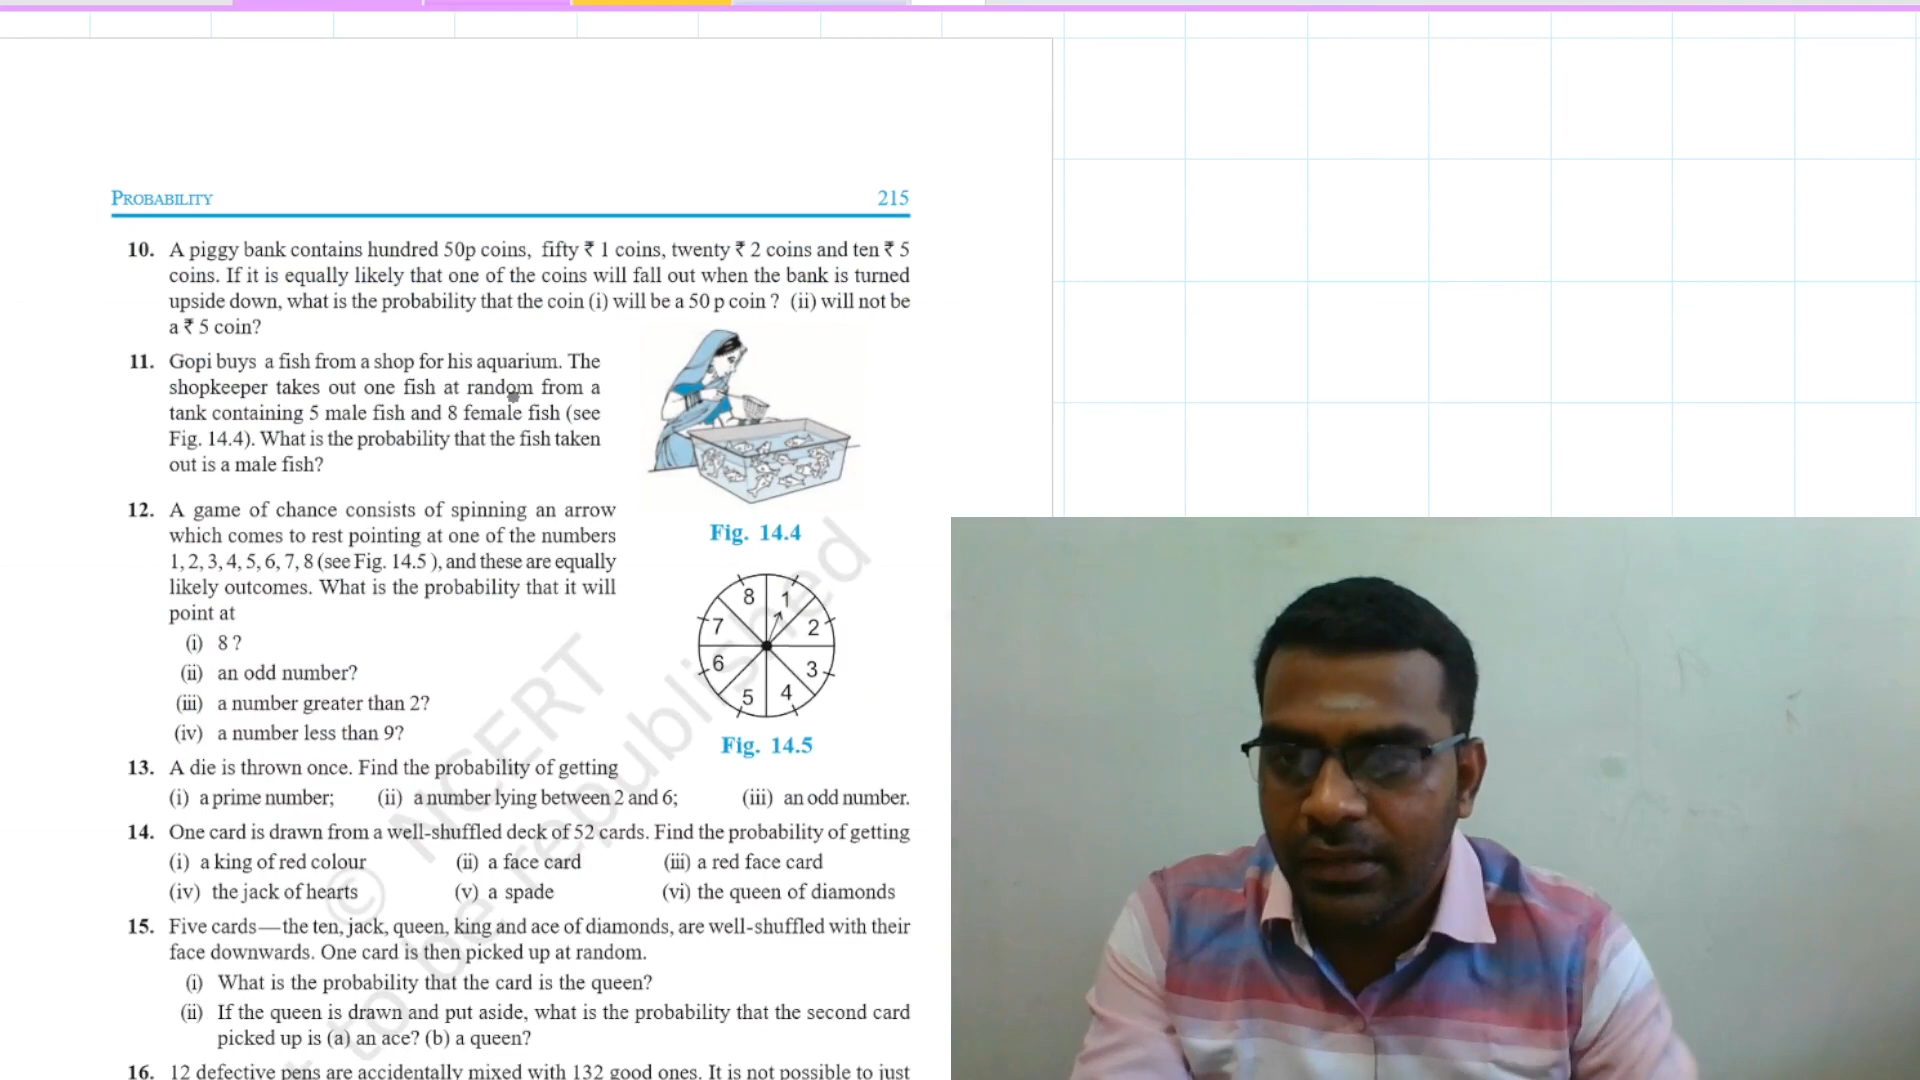 PROBABILITY 215
10. A piggy bank contains hundred 50p coins, fifty ₹ 1 coins, twenty ₹ 2 coins and ten ₹ 5
coins. If it is equally likely that one of the coins will fall out when the bank is turned
upside down, what is the probability that the coin (i) will be a 50 p coin ? (ii) will not be
a ₹ 5 coin?
11. Gopi buys a fish from a shop for his aquarium. The
shopkeeper takes out one fish at random from a
tank containing 5 male fish and 8 female fish (see
Fig. 14.4). What is the probability that the fish taken
out is a male fish?
Fig. 14.4
12. A game of chance consists of spinning an arrow
which comes to rest pointing at one of the numbers
1, 2, 3, 4, 5, 6, 7, 8 (see Fig. 14.5 ), and these are equally
likely outcomes. What is the probability that it will
point at
(i) 8 ?
(ii) an odd number?
(iii) a number greater than 2?
(iv) a number less than 9?
8 1
7 2
6 3
5 4
Fig. 14.5
13. A die is thrown once. Find the probability of getting
(i) a prime number; (ii) a number lying between 2 and 6; (iii) an odd number.
14. One card is drawn from a well-shuffled deck of 52 cards. Find the probability of getting
(i) a king of red colour (ii) a face card (iii) a red face card
(iv) the jack of hearts (v) a spade (vi) the queen of diamonds
15. Five cards—the ten, jack, queen, king and ace of diamonds, are well-shuffled with their
face downwards. One card is then picked up at random.
(i) What is the probability that the card is the queen?
(ii) If the queen is drawn and put aside, what is the probability that the second card
picked up is (a) an ace? (b) a queen?
16. 12 defective pens are accidentally mixed with 132 good ones. It is not possible to just
© NCERT
to be republished